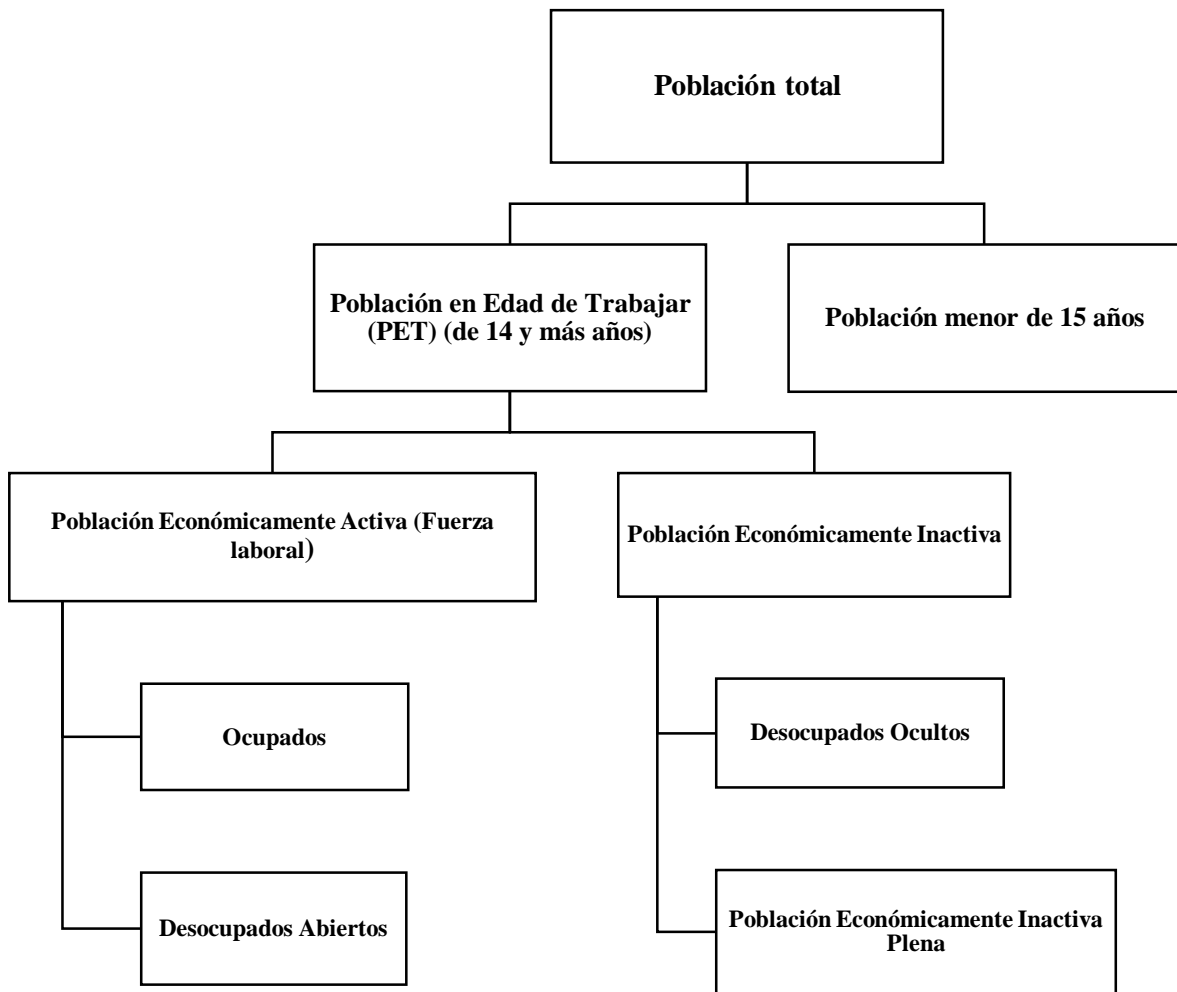 Población total
Población en Edad de Trabajar
(PET) (de 14 y más años)
Población menor de 15 años
Población Económicamente Activa (Fuerza
laboral)
Población Económicamente Inactiva
Ocupados
Desocupados Ocultos
Desocupados Abiertos
Población Económicamente Inactiva
Plena